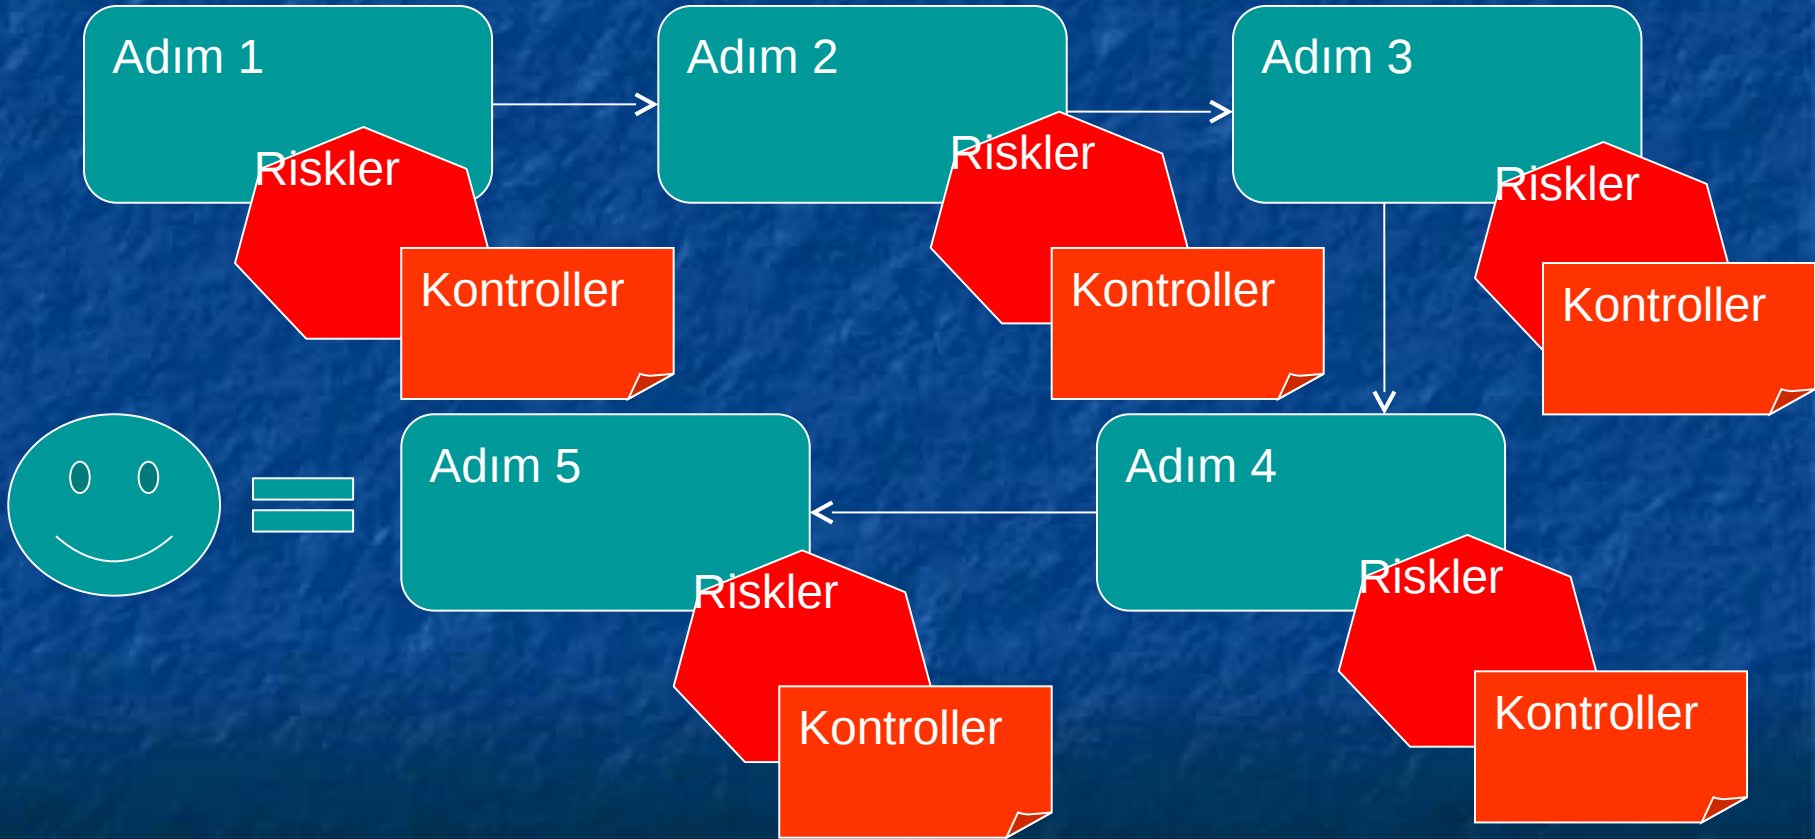 Adım 1
Riskler
Kontroller
Adım 2
Riskler
Kontroller
Adım 3
Riskler
Kontroller
Adım 4
Riskler
Kontroller
Adım 5
Riskler
Kontroller